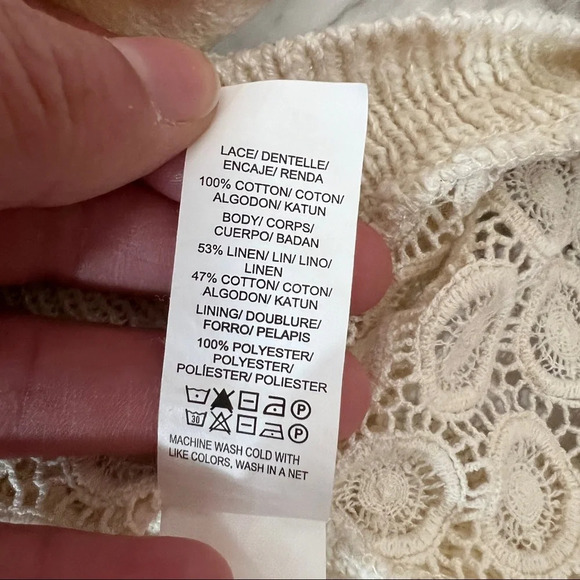 LACE/ DENTELLE/
ENCAJE/ RENDA
100% COTTON/ COTON/
ALGODON/ KATUN
BODY/ CORPS/
CUERPO/ BADAN
53% LINEN/ LIN/ LINO/
LINEN
47% COTTON/ COTON/
ALGODON/ KATUN
LINING/ DOUBLURE/
FORRO/ PELAPIS
100% POLYESTER/
POLYESTER/
POLÍESTER/ POLIESTER
P
30 P
MACHINE WASH COLD WITH
LIKE COLORS, WASH IN A NET